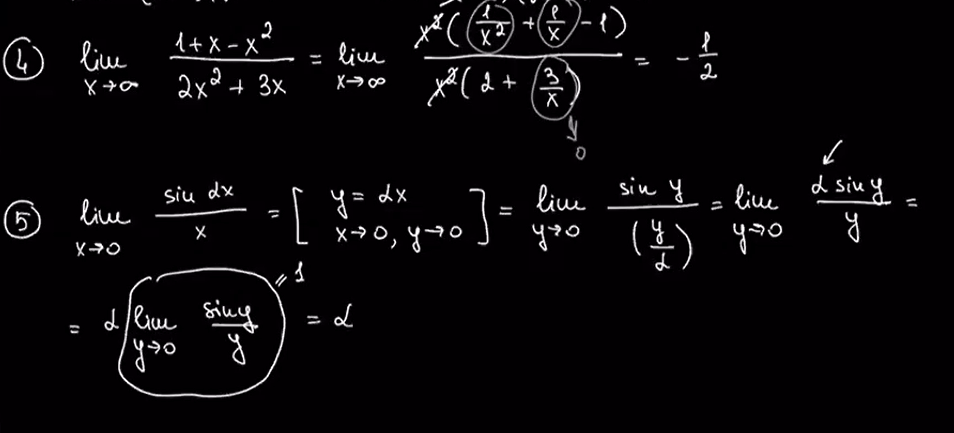 ④ lim x→∞ (1+x−x²)/(2x²+3x) = lim x→∞ x²(1/x² + 1/x − 1)/x²(2 + 3/x) = −1/2
0
⑤ lim x→0 (sin αx)/x = [ y = αx x→0, y→0 ] = lim y→0 (sin y)/(y/α) = lim y→0 (α sin y)/y =
= α lim y→0 (sin y)/y = α
=1